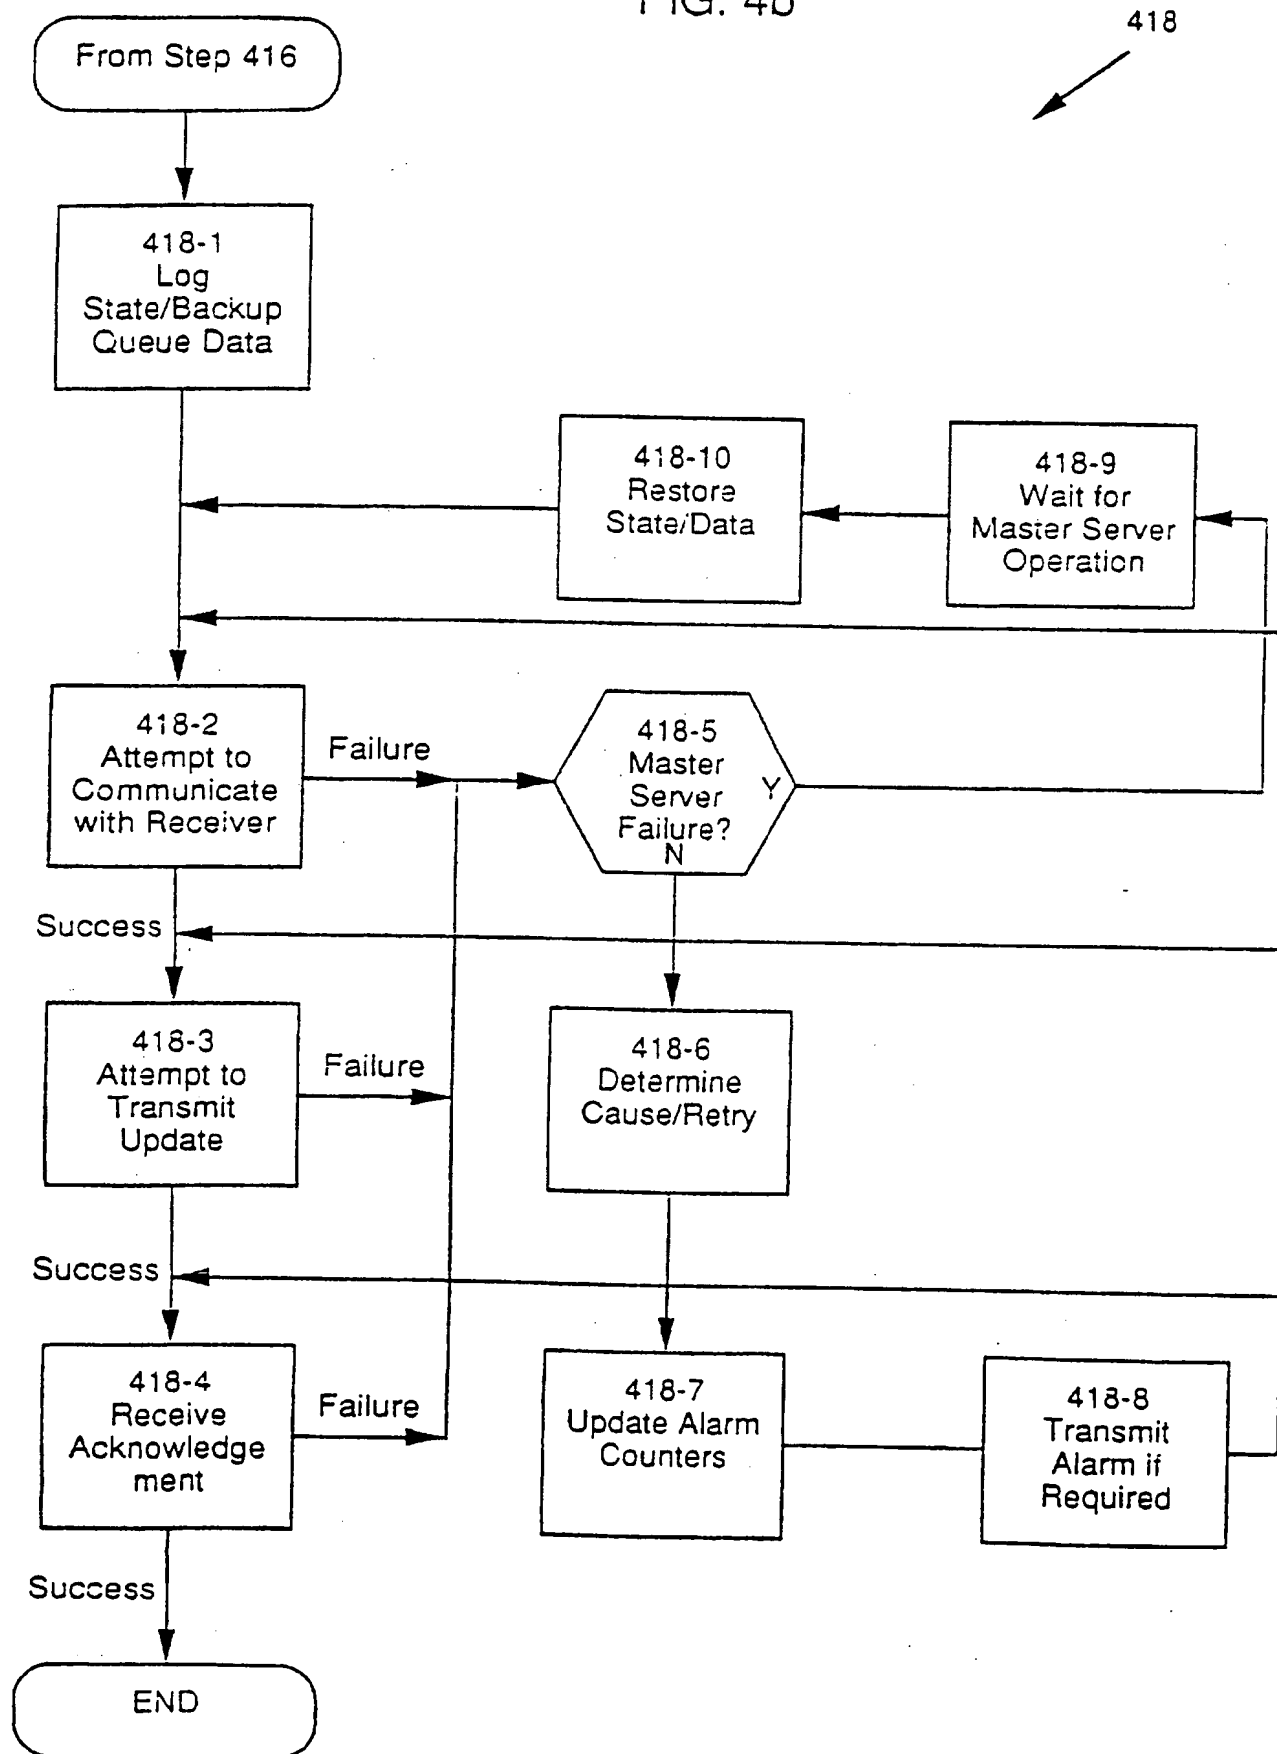 FIG. 4b
418
From Step 416
418-1
Log
State/Backup
Queue Data
418-10
Restore
State/Data
418-9
Wait for
Master Server
Operation
418-2
Attempt to
Communicate
with Receiver
Failure
418-5
Master
Server
Failure?
Y
N
Success
418-3
Attempt to
Transmit
Update
Failure
418-6
Determine
Cause/Retry
Success
418-4
Receive
Acknowledge
ment
Failure
418-7
Update Alarm
Counters
418-8
Transmit
Alarm if
Required
Success
END